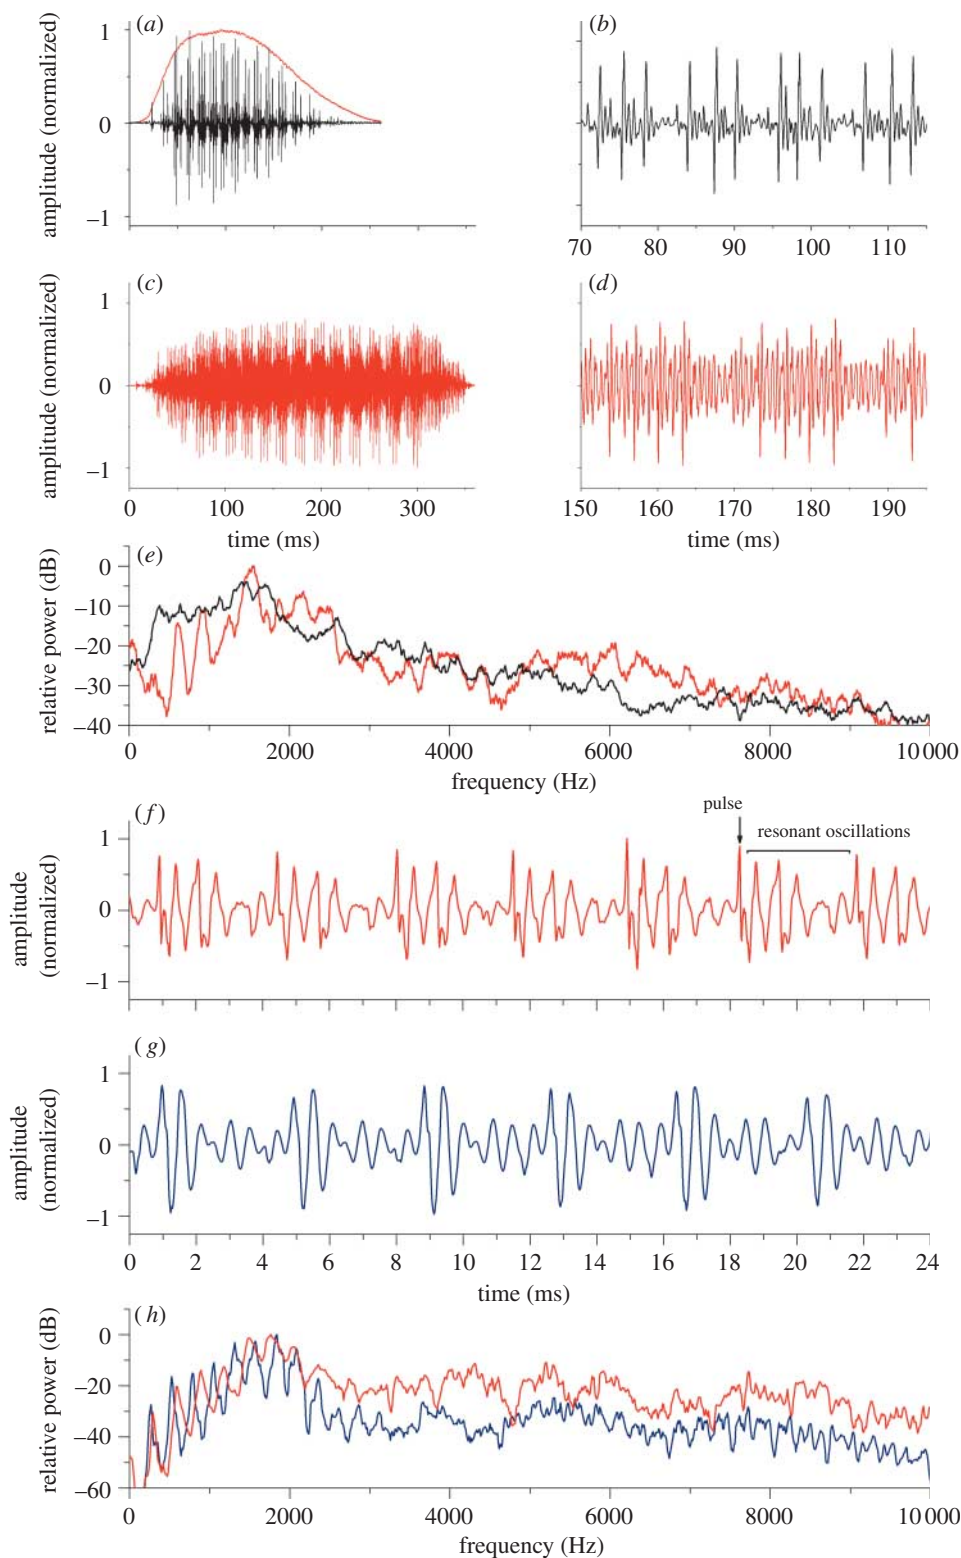 (a)
(b)
amplitude (normalized)
1
0
–1
70 80 90 100 110
(c)
(d)
amplitude (normalized)
1
0
–1
0 100 200 300
150 160 170 180 190
time (ms)
time (ms)
(e)
relative power (dB)
0
–10
–20
–30
–40
0 2000 4000 6000 8000 10 000
frequency (Hz)
(f)
pulse
resonant oscillations
amplitude
(normalized)
1
0
–1
(g)
amplitude
(normalized)
1
0
–1
0 2 4 6 8 10 12 14 16 18 20 22 24
time (ms)
(h)
relative power (dB)
0
–20
–40
–60
0 2000 4000 6000 8000 10 000
frequency (Hz)